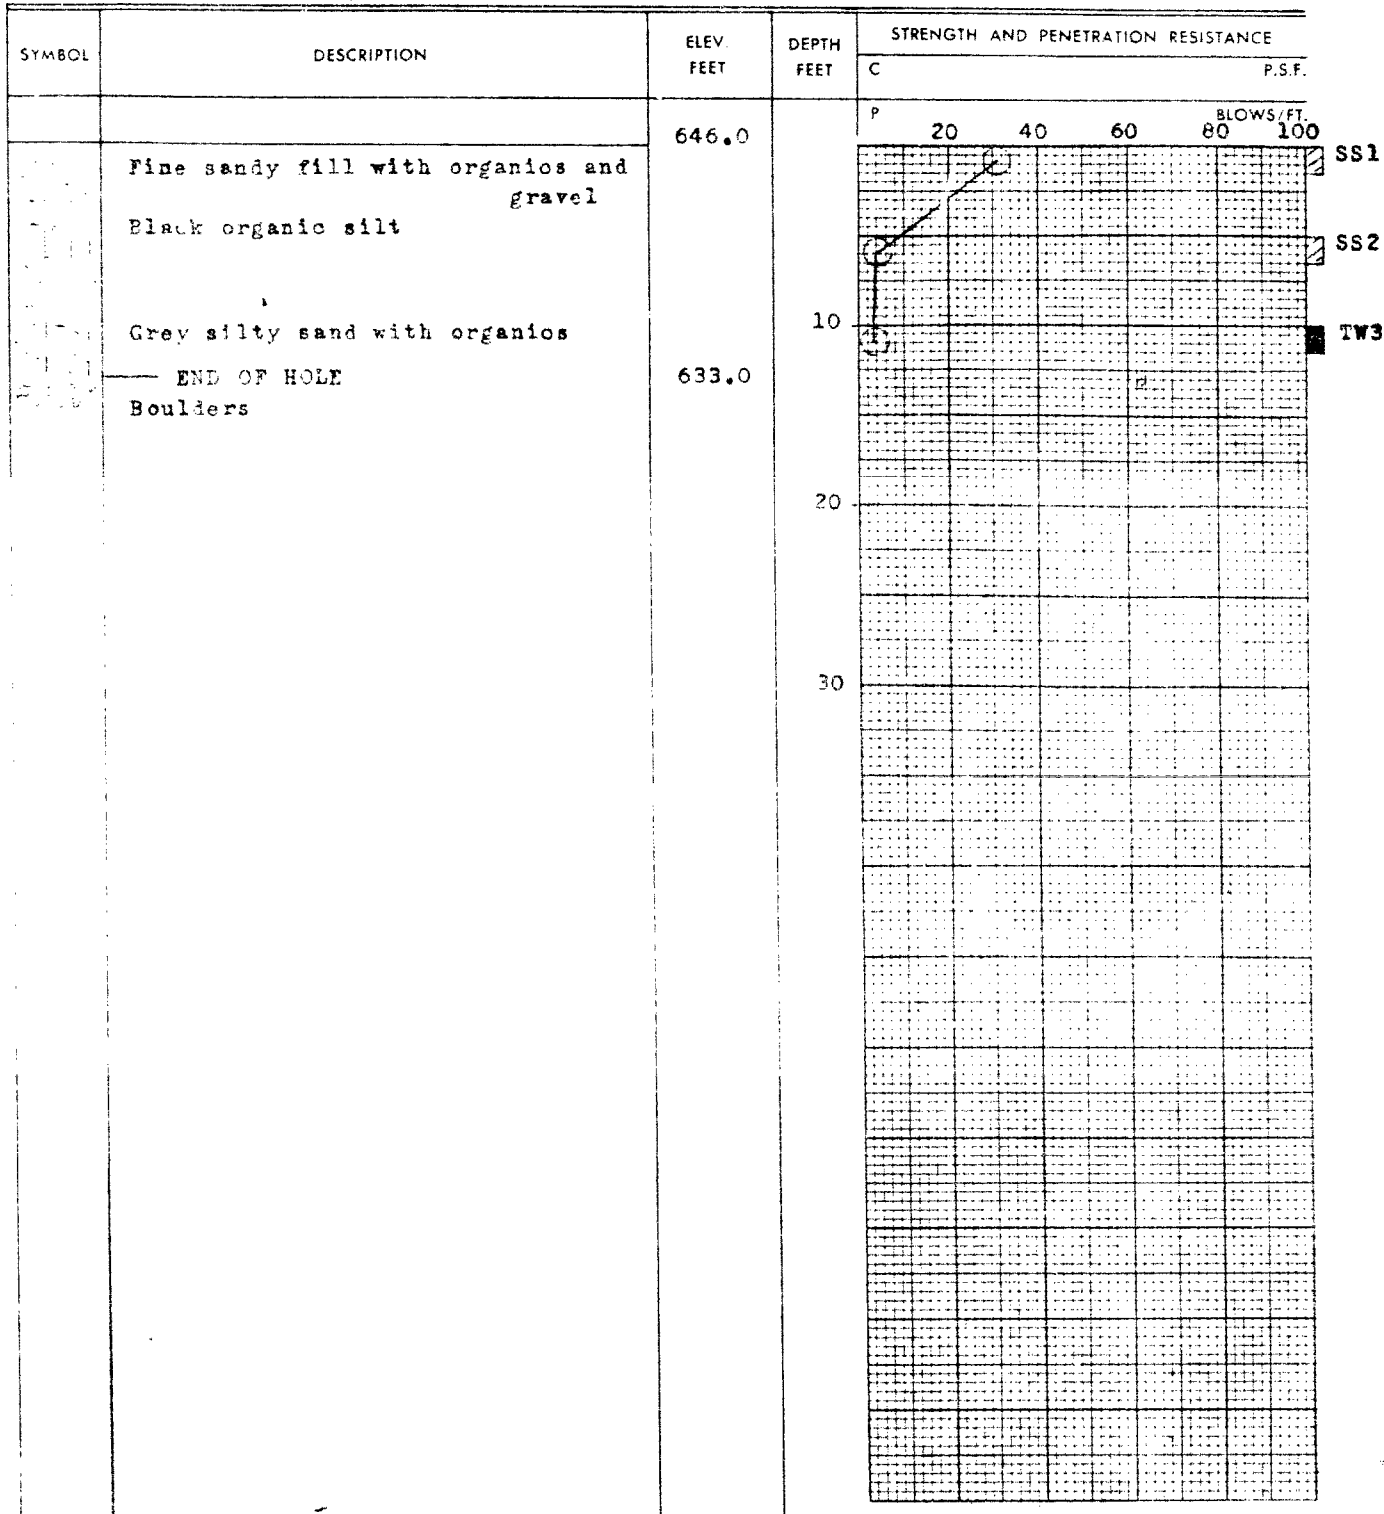 SYMBOL DESCRIPTION ELEV. FEET DEPTH FEET STRENGTH AND PENETRATION RESISTANCE
C P.S.F.
P BLOWS/FT.
646.0 20 40 60 80 100
Fine sandy fill with organios and SS1
gravel
Black organic silt SS2
10
Grey silty sand with organios TW3
END OF HOLE 633.0
Boulders
20
30